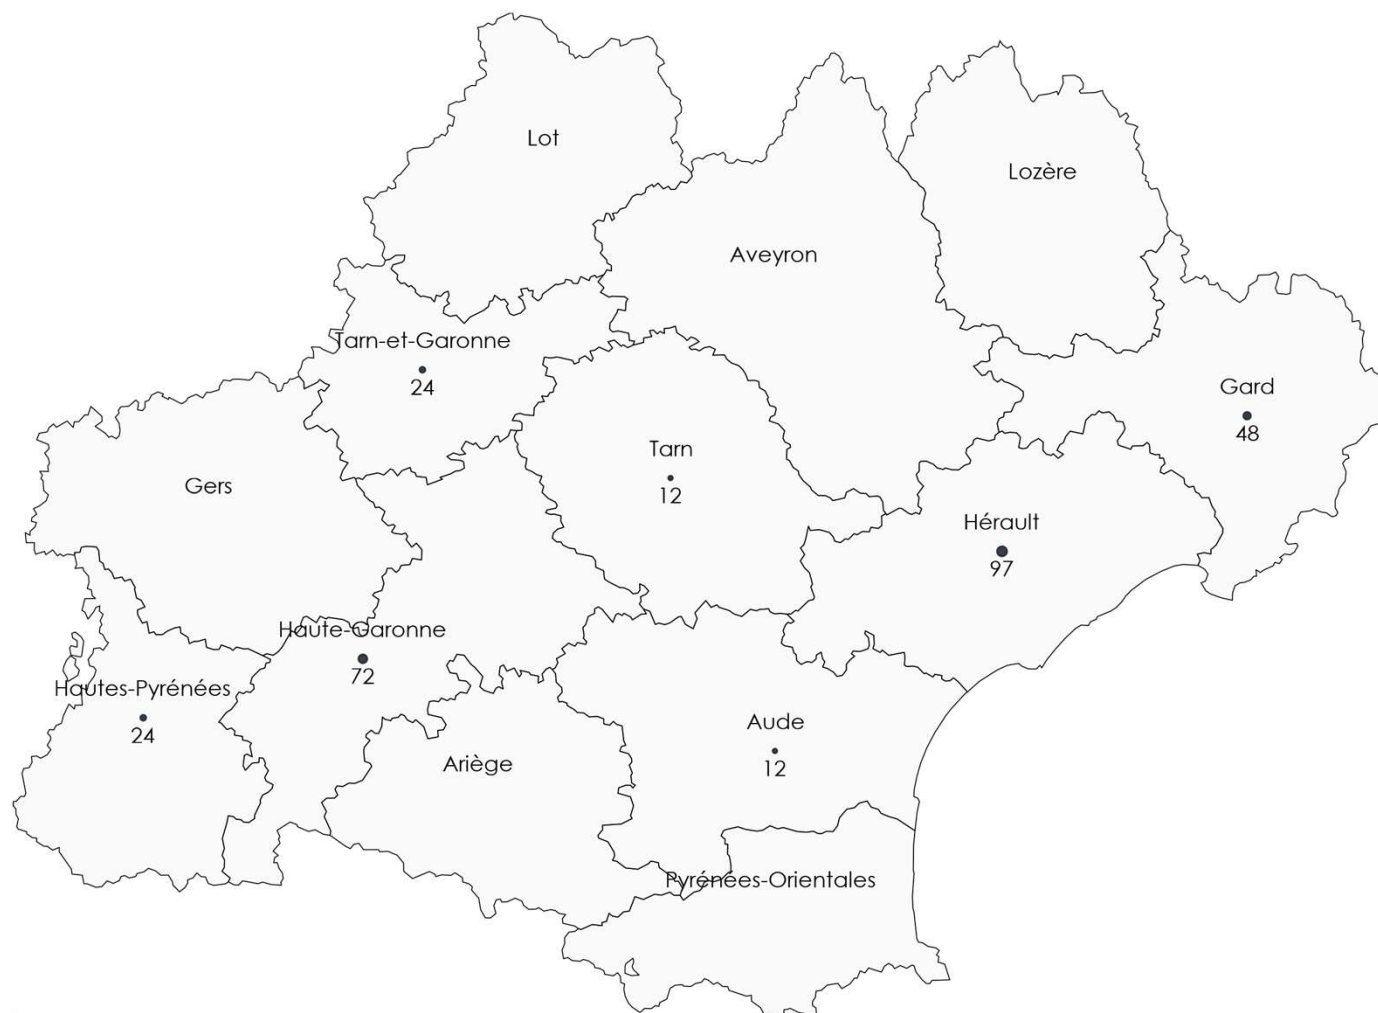 Lot
Lozère
Aveyron
Tarn-et-Garonne
24
Gard
48
Tarn
12
Gers
Hérault
97
Haute-Garonne
72
Hautes-Pyrénées
24
Aude
12
Ariège
Pyrénées-Orientales